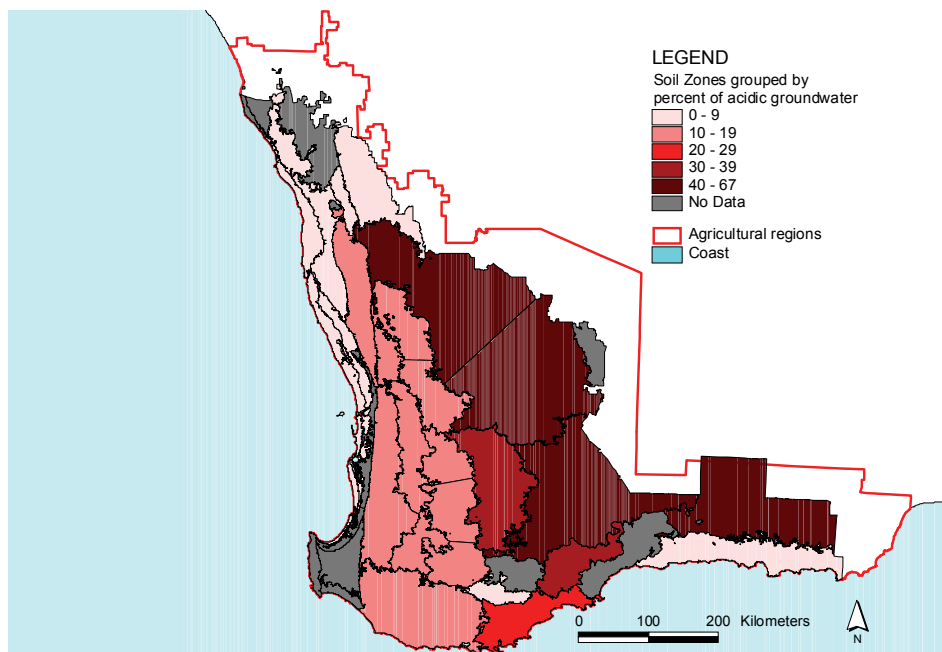 LEGEND
Soil Zones grouped by
percent of acidic groundwater
0 - 9
10 - 19
20 - 29
30 - 39
40 - 67
No Data
Agricultural regions
Coast
0 100 200 Kilometers
N